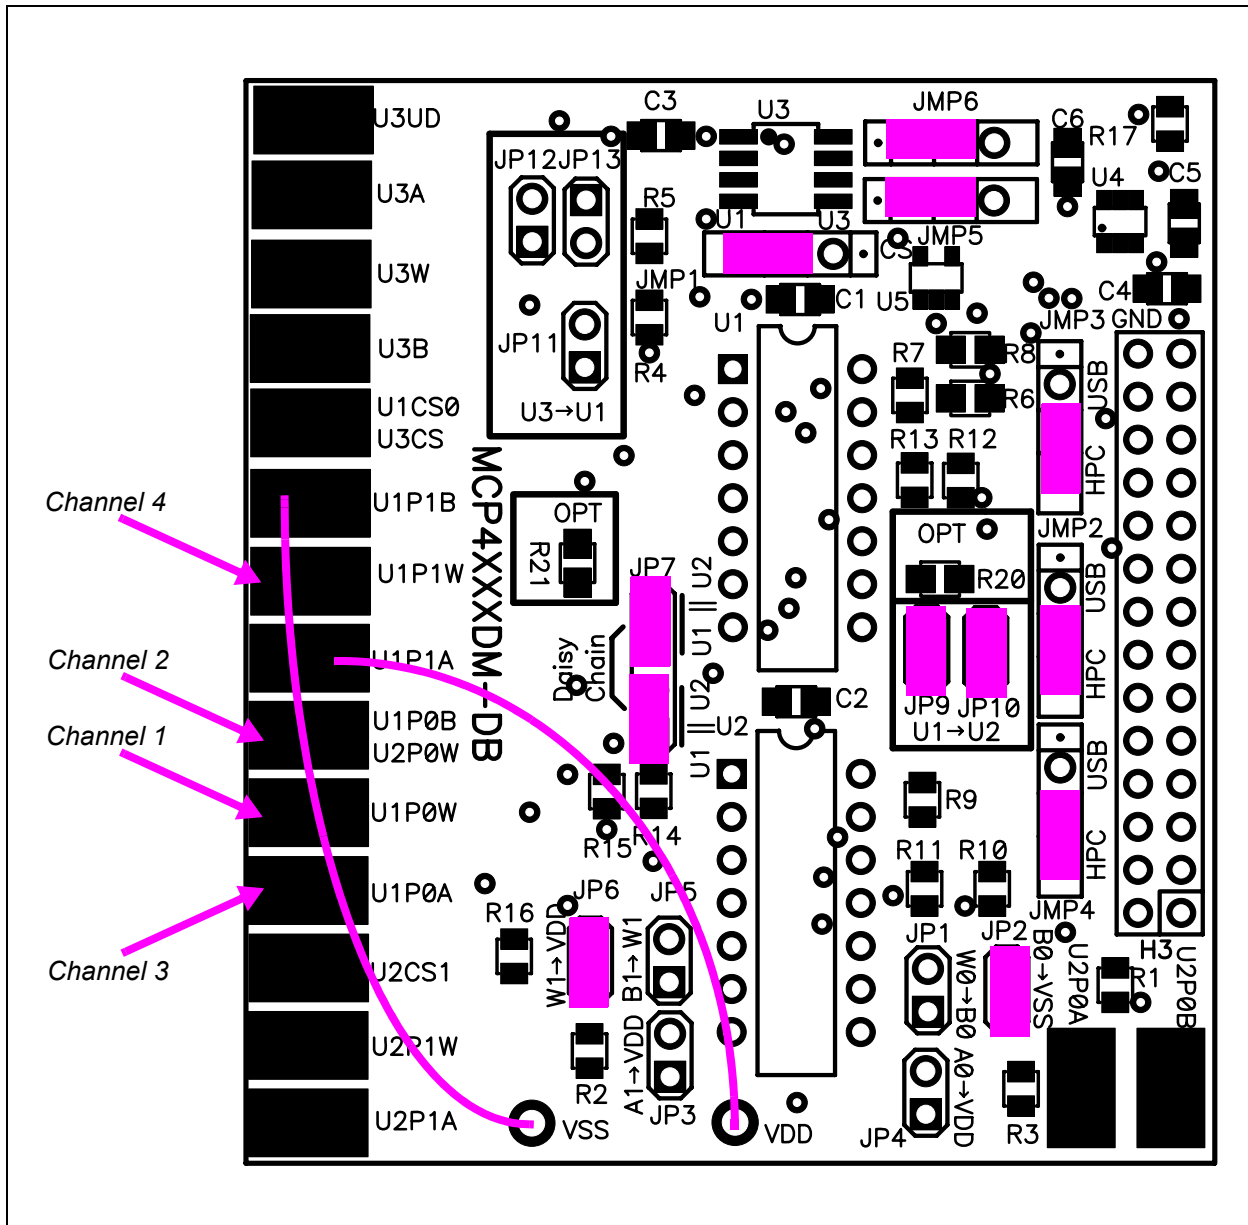 U3UD
U3A
U3W
U3B
U1CS0
U3CS
U1P1B
U1P1W
U1P1A
U1P0B
U2P0W
U1P0W
U1P0A
U2CS1
U2P1W
U2P1A
Channel 4
Channel 2
Channel 1
Channel 3
MCP4XXXDM-DB
JP12
JP13
JP11
U3→U1
C3
U3
R5
JMP1
R4
U1
U3
CS
C1
U1
JMP6
JMP5
C6
R17
U4
C5
C4
U5
JMP3
GND
R7
R8
R6
R13
R12
USB
HPC
OPT
R21
JP7
U2
U1
Daisy
Chain
U2
U1
U2
C2
OPT
R20
JP9
JP10
U1→U2
JMP2
USB
HPC
USB
HPC
JMP4
R15
R14
R9
R11
R10
R16
JP6
W1→VDD
JP5
B1→W1
R2
A1→VDD
JP3
VSS
VDD
JP1
W0→B0
JP2
B0→VSS
A0→VDD
JP4
R3
U2P0A
R1
H3
U2P0B